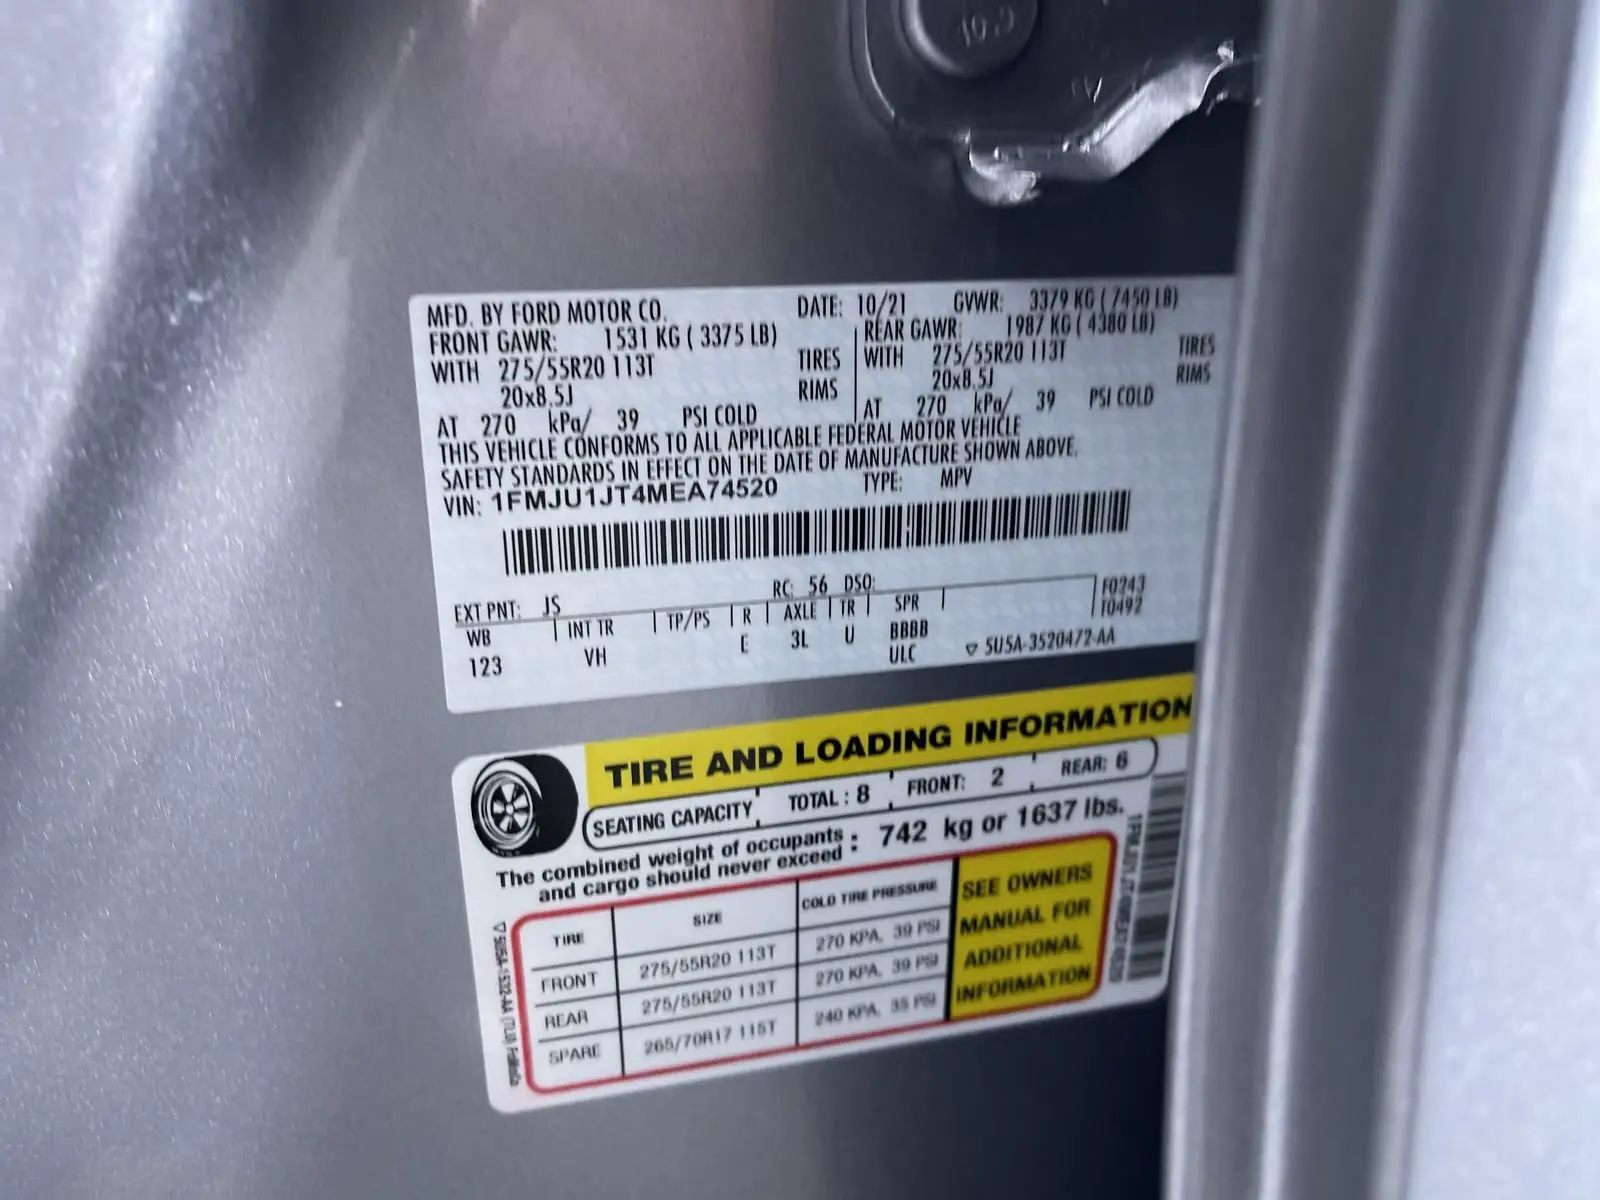 MFD. BY FORD MOTOR CO. DATE: 10/21 GVWR: 3379 KG ( 7450 LB)
FRONT GAWR: 1531 KG ( 3375 LB) REAR GAWR: 1987 KG ( 4380 LB)
WITH 275/55R20 113T TIRES WITH 275/55R20 113T TIRES
20x8.5J RIMS 20x8.5J RIMS
AT 270 kPa/ 39 PSI COLD AT 270 kPa/ 39 PSI COLD
THIS VEHICLE CONFORMS TO ALL APPLICABLE FEDERAL MOTOR VEHICLE
SAFETY STANDARDS IN EFFECT ON THE DATE OF MANUFACTURE SHOWN ABOVE.
VIN: 1FMJU1JT4MEA74520 TYPE: MPV
EXT PNT: JS RC: 56 DSO: F0243
WB INT TR TP/PS R AXLE TR SPR T0492
123 VH E 3L U BBBB
ULC ▽ 5U5A-3520472-AA
TIRE AND LOADING INFORMATION
SEATING CAPACITY TOTAL : 8 FRONT: 2 REAR: 6
The combined weight of occupants
and cargo should never exceed : 742 kg or 1637 lbs.
TIRE SIZE COLD TIRE PRESSURE
FRONT 275/55R20 113T 270 KPA, 39 PSI
REAR 275/55R20 113T 270 KPA, 39 PSI
SPARE 265/70R17 115T 240 KPA, 35 PSI
SEE OWNERS
MANUAL FOR
ADDITIONAL
INFORMATION